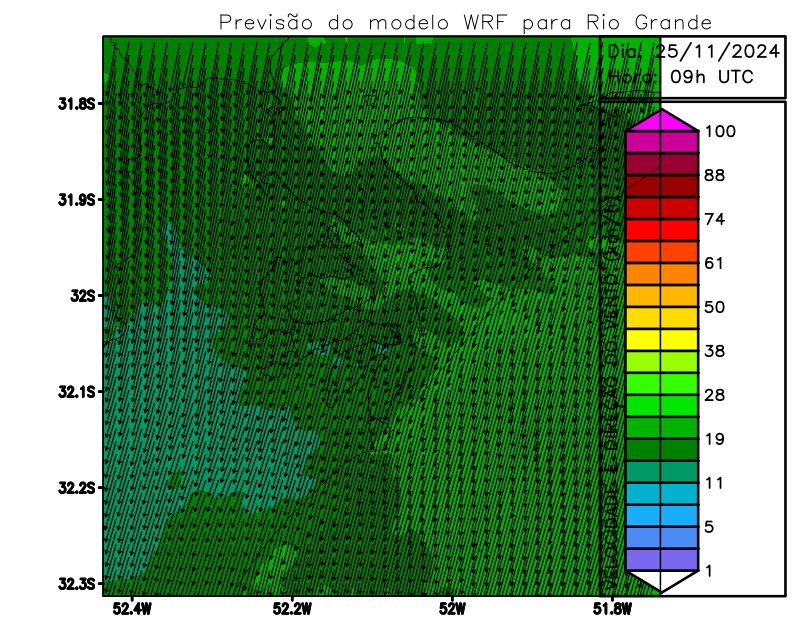 Previsão do modelo WRF para Rio Grande
Dia: 25/11/2024
Hora: 09h UTC
31.8S
31.9S
32S
32.1S
32.2S
32.3S
52.4W
52.2W
52W
51.8W
VELOCIDADE E DIREÇÃO DO VENTO (km/h)
100
88
74
61
50
38
28
19
11
5
1